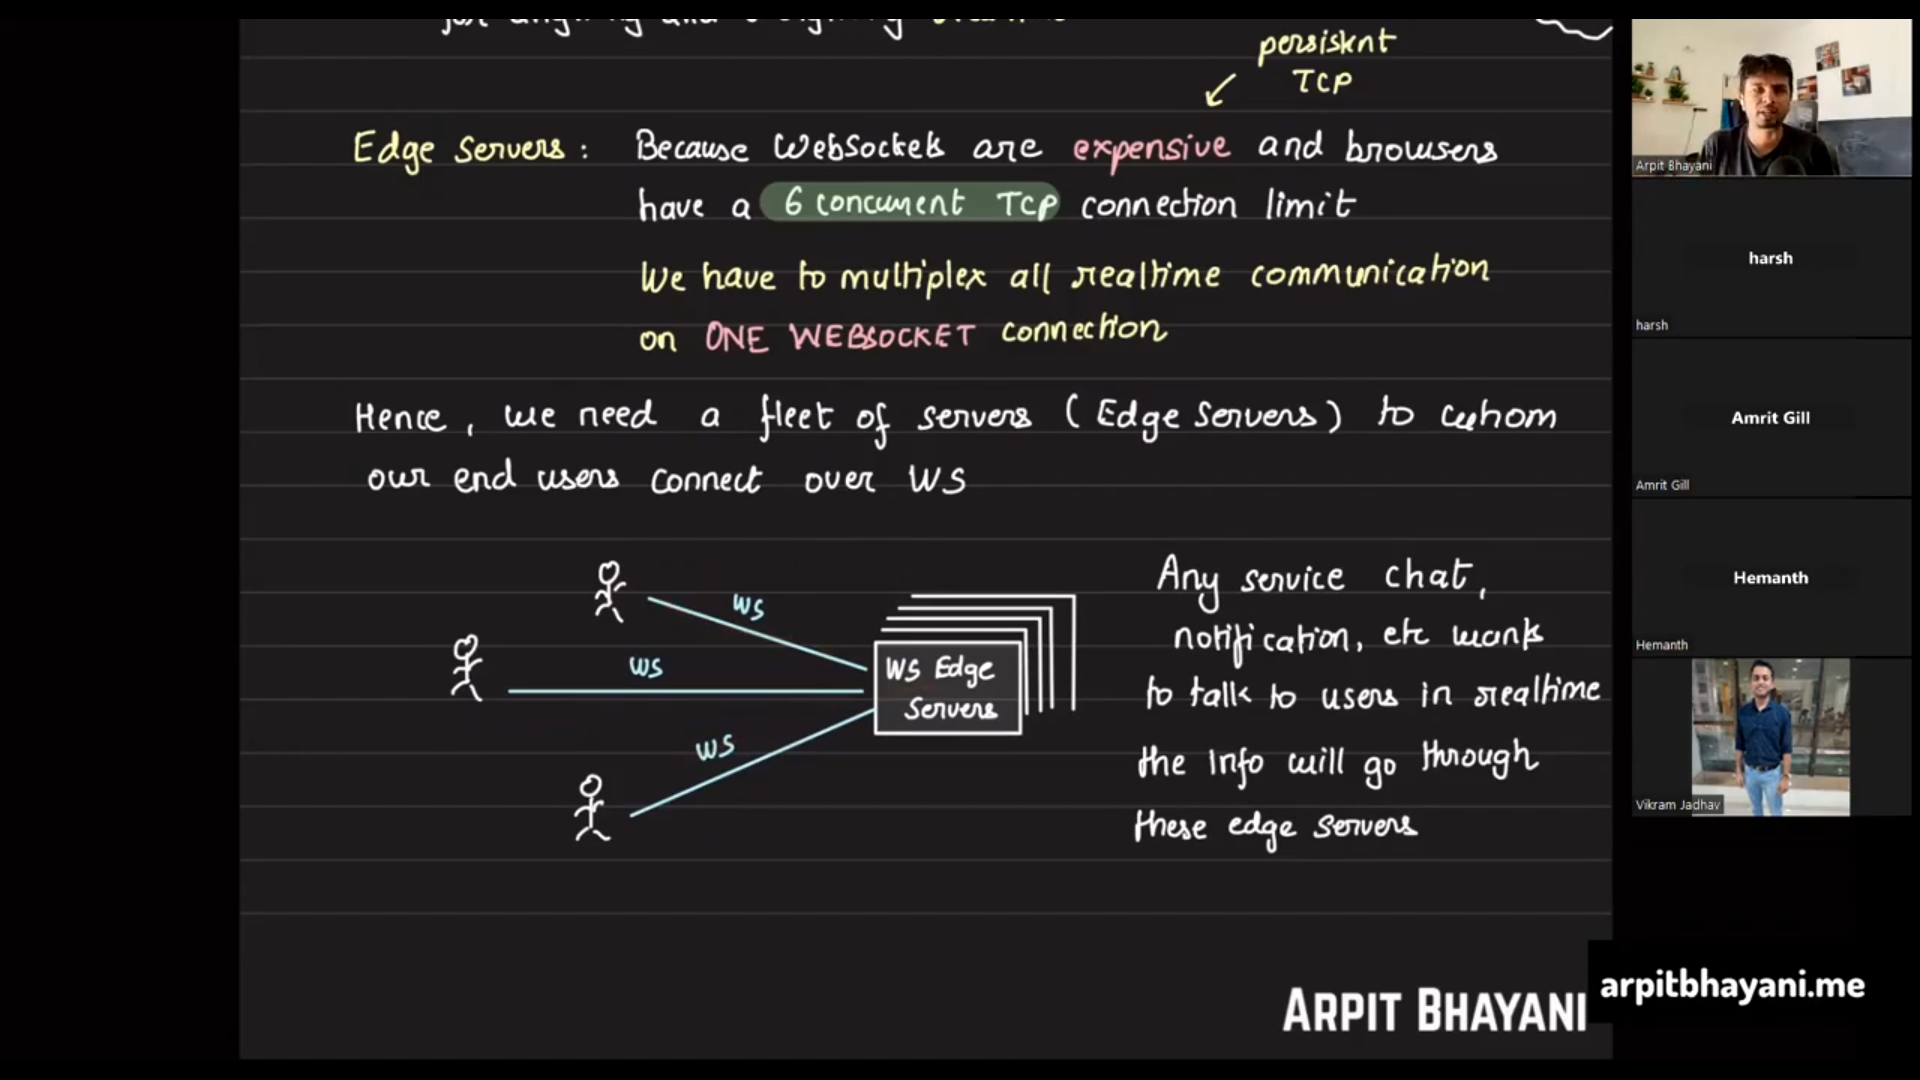 persistent
TCP
Edge Servers: Because Websockets are expensive and browsers
have a 6 concurrent TCP connection limit
We have to multiplex all realtime communication
on ONE WEBSOCKET connection
Hence, we need a fleet of servers (Edge Servers) to whom
our end users connect over WS
WS
WS
WS
WS Edge
Servers
Any service chat,
notification, etc wants
to talk to users in realtime
the info will go through
these edge servers
ARPIT BHAYANI
arpitbhayani.me
Arpit Bhayani
harsh
harsh
Amrit Gill
Amrit Gill
Hemanth
Hemanth
Vikram Jadhav